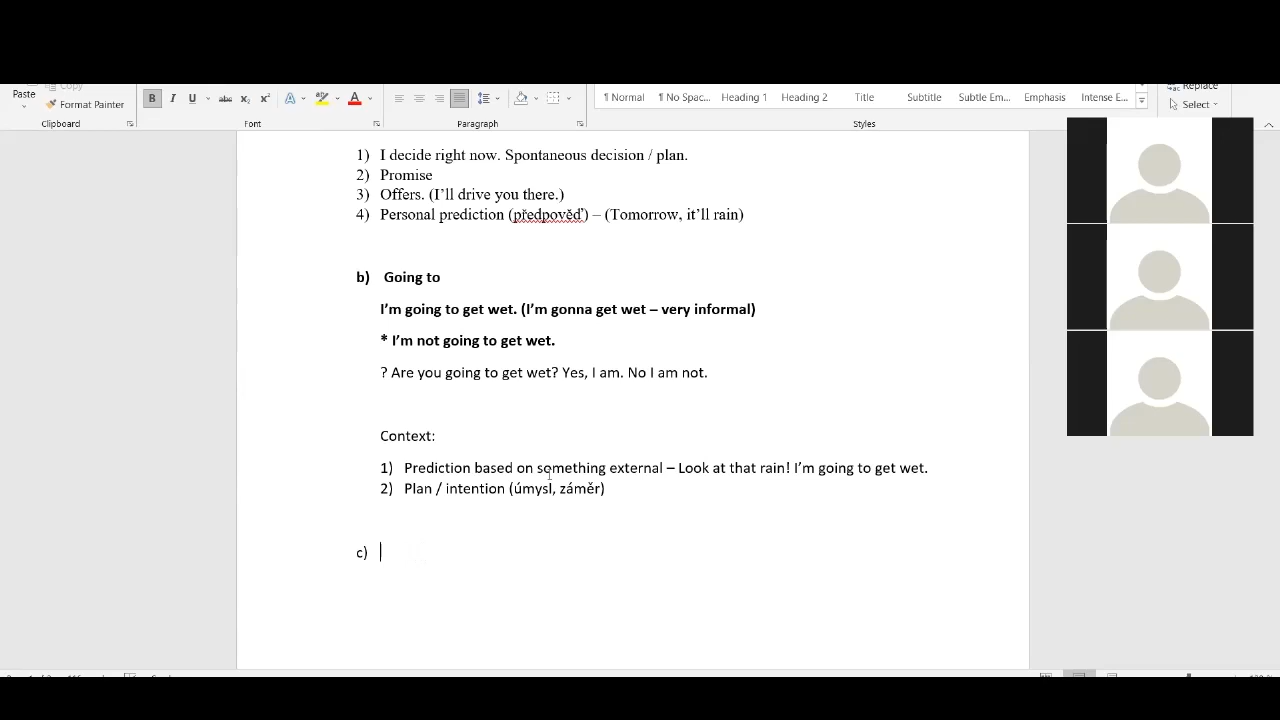 Copy
Replace
Paste
Format Painter
B I U abc x₂ x² A A
¶ Normal ¶ No Spac... Heading 1 Heading 2 Title Subtitle Subtle Em... Emphasis Intense E...
Select
Clipboard Font Paragraph Styles
1) I decide right now. Spontaneous decision / plan.
2) Promise
3) Offers. (I'll drive you there.)
4) Personal prediction (předpověď) – (Tomorrow, it'll rain)
b) Going to
I'm going to get wet. (I'm gonna get wet – very informal)
* I'm not going to get wet.
? Are you going to get wet? Yes, I am. No I am not.
Context:
1) Prediction based on something external – Look at that rain! I'm going to get wet.
2) Plan / intention (úmysl, záměr)
c)